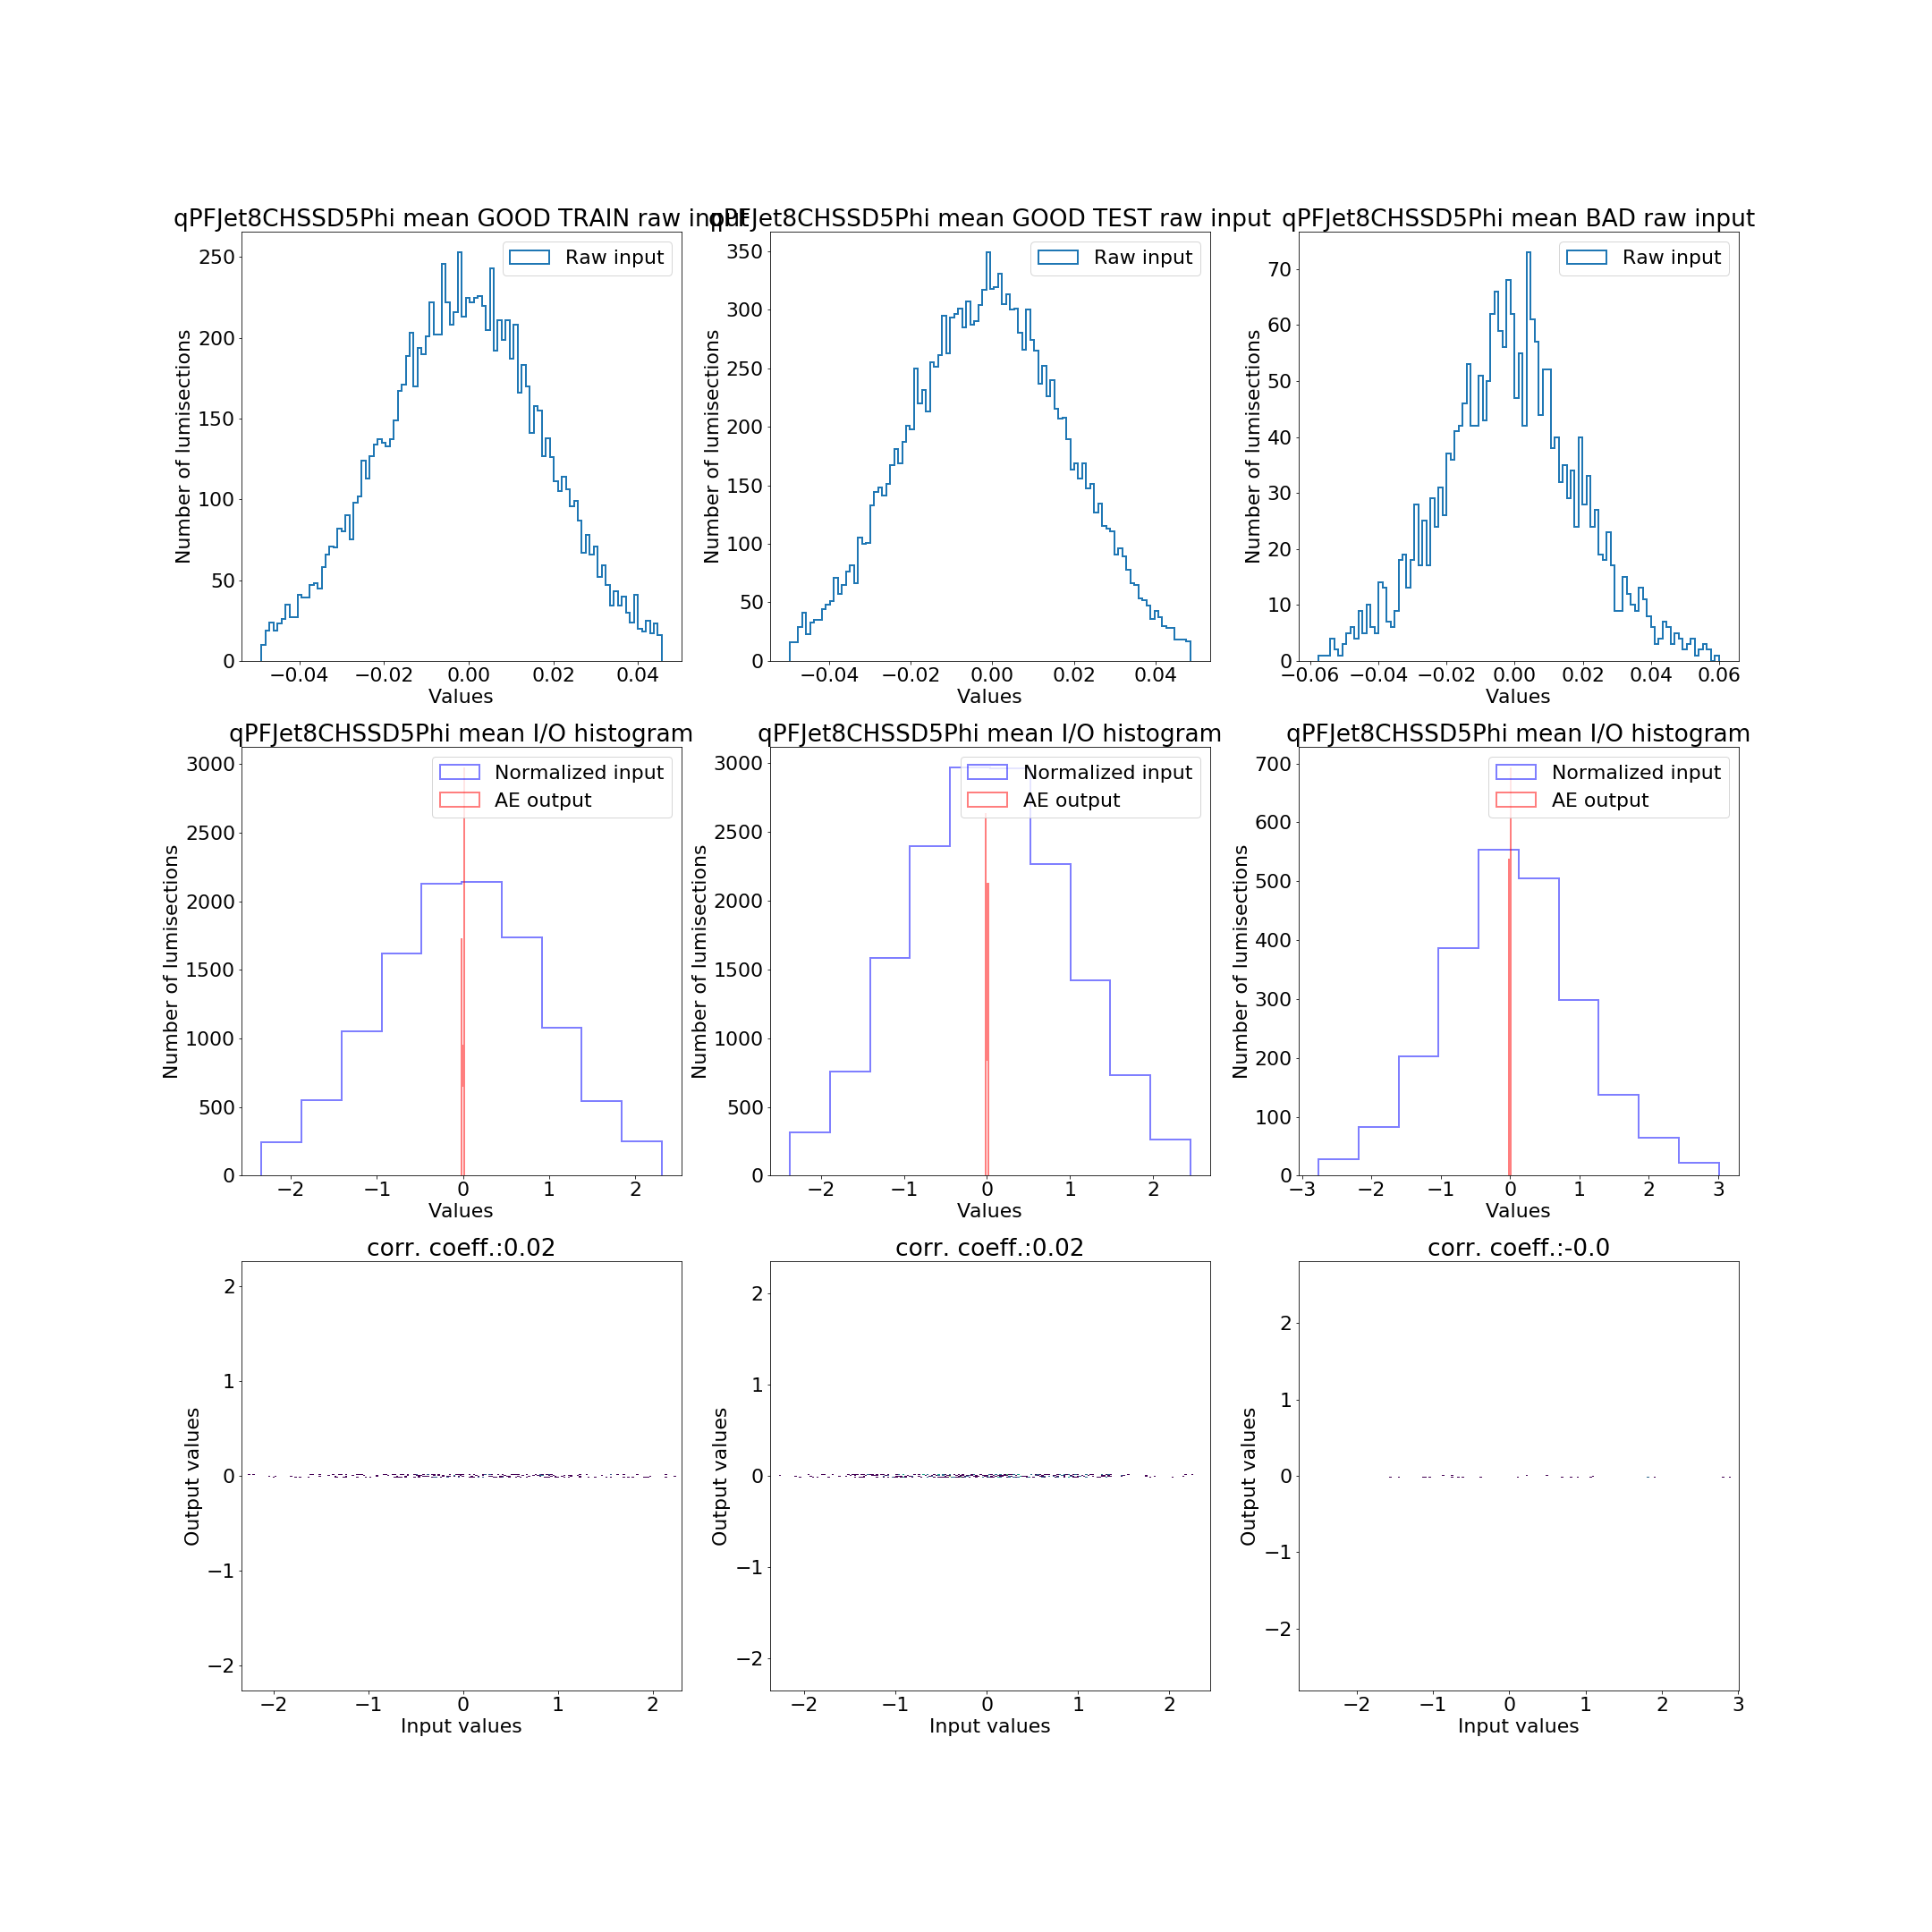 qPFJet8CHSSD5Phi mean GOOD TRAIN raw input
qPFJet8CHSSD5Phi mean GOOD TEST raw input
qPFJet8CHSSD5Phi mean BAD raw input
Raw input
Number of lumisections
250
200
150
100
50
0
−0.04 −0.02 0.00 0.02 0.04
Values
Raw input
Number of lumisections
350
300
250
200
150
100
50
0
−0.04 −0.02 0.00 0.02 0.04
Values
Raw input
Number of lumisections
70
60
50
40
30
20
10
0
−0.06 −0.04 −0.02 0.00 0.02 0.04 0.06
Values
qPFJet8CHSSD5Phi mean I/O histogram
Normalized input
AE output
Number of lumisections
3000
2500
2000
1500
1000
500
0
−2 −1 0 1 2
Values
qPFJet8CHSSD5Phi mean I/O histogram
Normalized input
AE output
Number of lumisections
3000
2500
2000
1500
1000
500
0
−2 −1 0 1 2
Values
qPFJet8CHSSD5Phi mean I/O histogram
Normalized input
AE output
Number of lumisections
700
600
500
400
300
200
100
0
−3 −2 −1 0 1 2 3
Values
corr. coeff.:0.02
Output values
2
1
0
−1
−2
−2 −1 0 1 2
Input values
corr. coeff.:0.02
Output values
2
1
0
−1
−2
−2 −1 0 1 2
Input values
corr. coeff.:-0.0
Output values
2
1
0
−1
−2
−2 −1 0 1 2 3
Input values